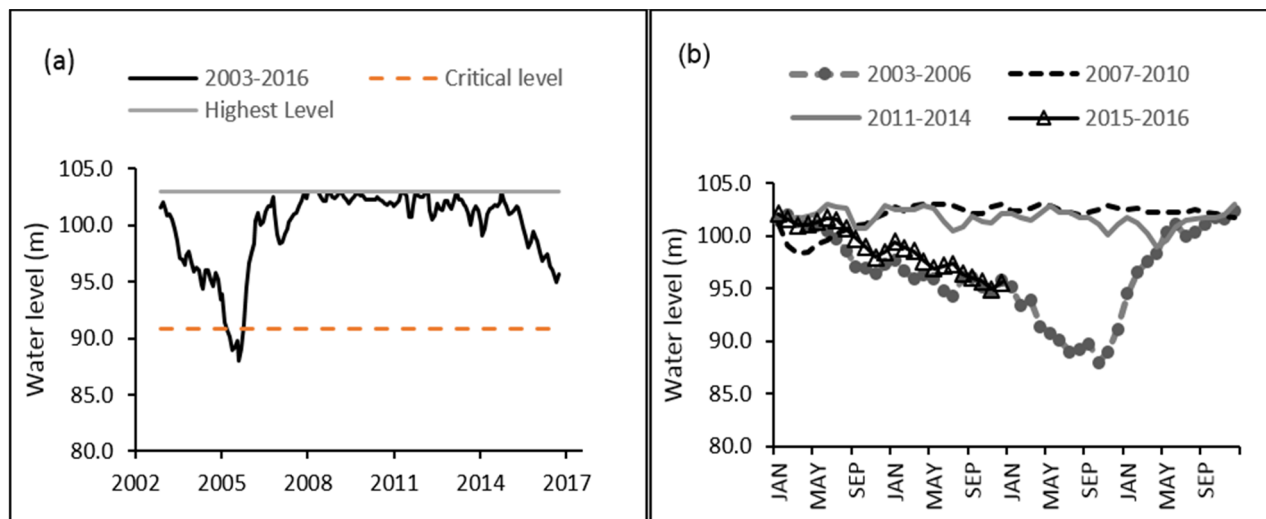 (a)
2003-2016
Critical level
Highest Level
Water level (m)
105.0
100.0
95.0
90.0
85.0
80.0
2002 2005 2008 2011 2014 2017
(b)
2003-2006
2007-2010
2011-2014
2015-2016
Water level (m)
105.0
100.0
95.0
90.0
85.0
80.0
JAN MAY SEP JAN MAY SEP JAN MAY SEP JAN MAY SEP